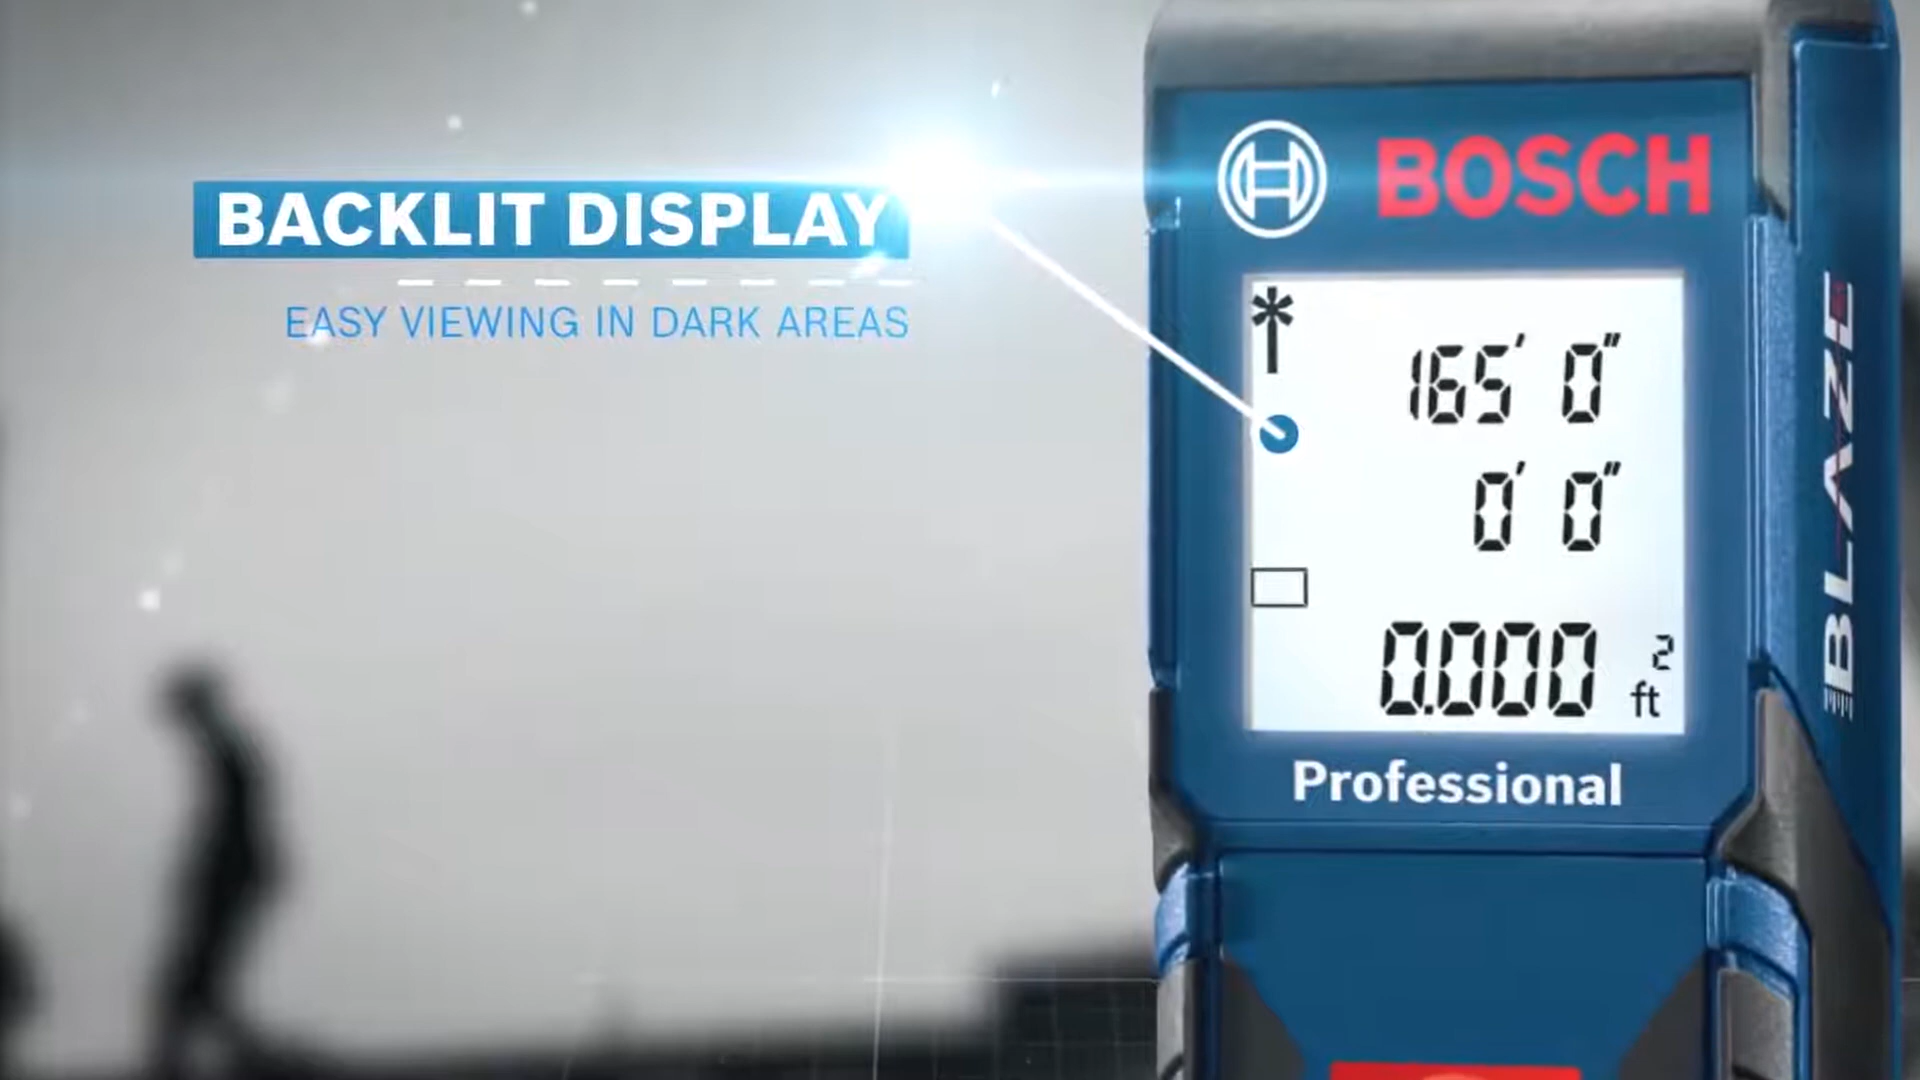 BACKLIT DISPLAY
EASY VIEWING IN DARK AREAS
BOSCH
165' 0"
0' 0"
0.000 ft²
Professional
BLAZE